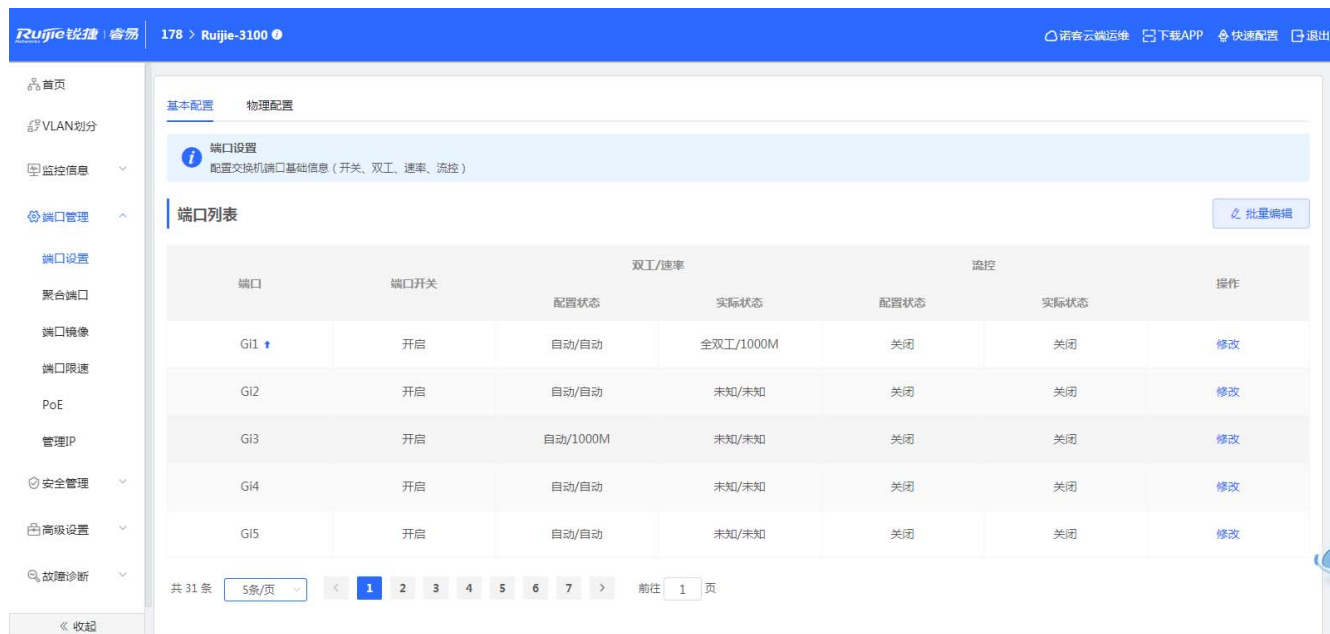 Ruijie锐捷 | 睿易 178 > Ruijie-3100 诺客云端运维 下载APP 快速配置 退出
Networks
首页
VLAN划分
监控信息
端口管理
端口设置
聚合端口
端口镜像
端口限速
PoE
管理IP
安全管理
高级设置
故障诊断
« 收起
基本配置 物理配置
端口设置
配置交换机端口基础信息（开关、双工、速率、流控）
端口列表 批量编辑
端口 端口开关 双工/速率 流控 操作
配置状态 实际状态 配置状态 实际状态
Gi1 开启 自动/自动 全双工/1000M 关闭 关闭 修改
Gi2 开启 自动/自动 未知/未知 关闭 关闭 修改
Gi3 开启 自动/1000M 未知/未知 关闭 关闭 修改
Gi4 开启 自动/自动 未知/未知 关闭 关闭 修改
Gi5 开启 自动/自动 未知/未知 关闭 关闭 修改
共 31 条 5条/页 < 1 2 3 4 5 6 7 > 前往 1 页